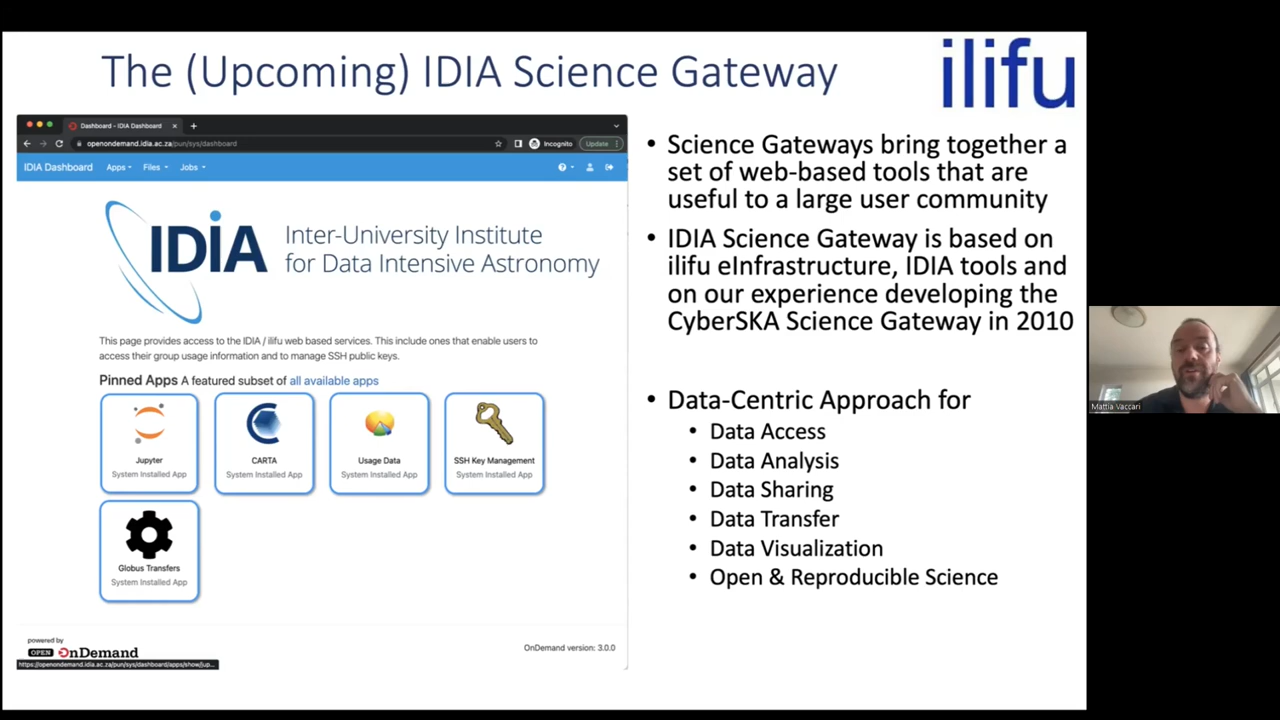 The (Upcoming) IDIA Science Gateway
ilifu
Dashboard - IDIA Dashboard
openondemand.idia.ac.za/pun/sys/dashboard
Incognito
Update
IDIA Dashboard
Apps
Files
Jobs
IDIA
Inter-University Institute
for Data Intensive Astronomy
This page provides access to the IDIA / ilifu web based services. This include ones that enable users to
access their group usage information and to manage SSH public keys.
Pinned Apps A featured subset of all available apps
Jupyter
System Installed App
CARTA
System Installed App
Usage Data
System Installed App
SSH Key Management
System Installed App
Globus Transfers
System Installed App
powered by
OPEN OnDemand
OnDemand version: 3.0.0
https://openondemand.idia.ac.za/pun/sys/dashboard/apps/show/jup...
• Science Gateways bring together a
set of web-based tools that are
useful to a large user community
• IDIA Science Gateway is based on
ilifu eInfrastructure, IDIA tools and
on our experience developing the
CyberSKA Science Gateway in 2010
• Data-Centric Approach for
• Data Access
• Data Analysis
• Data Sharing
• Data Transfer
• Data Visualization
• Open & Reproducible Science
Mattia Vaccari